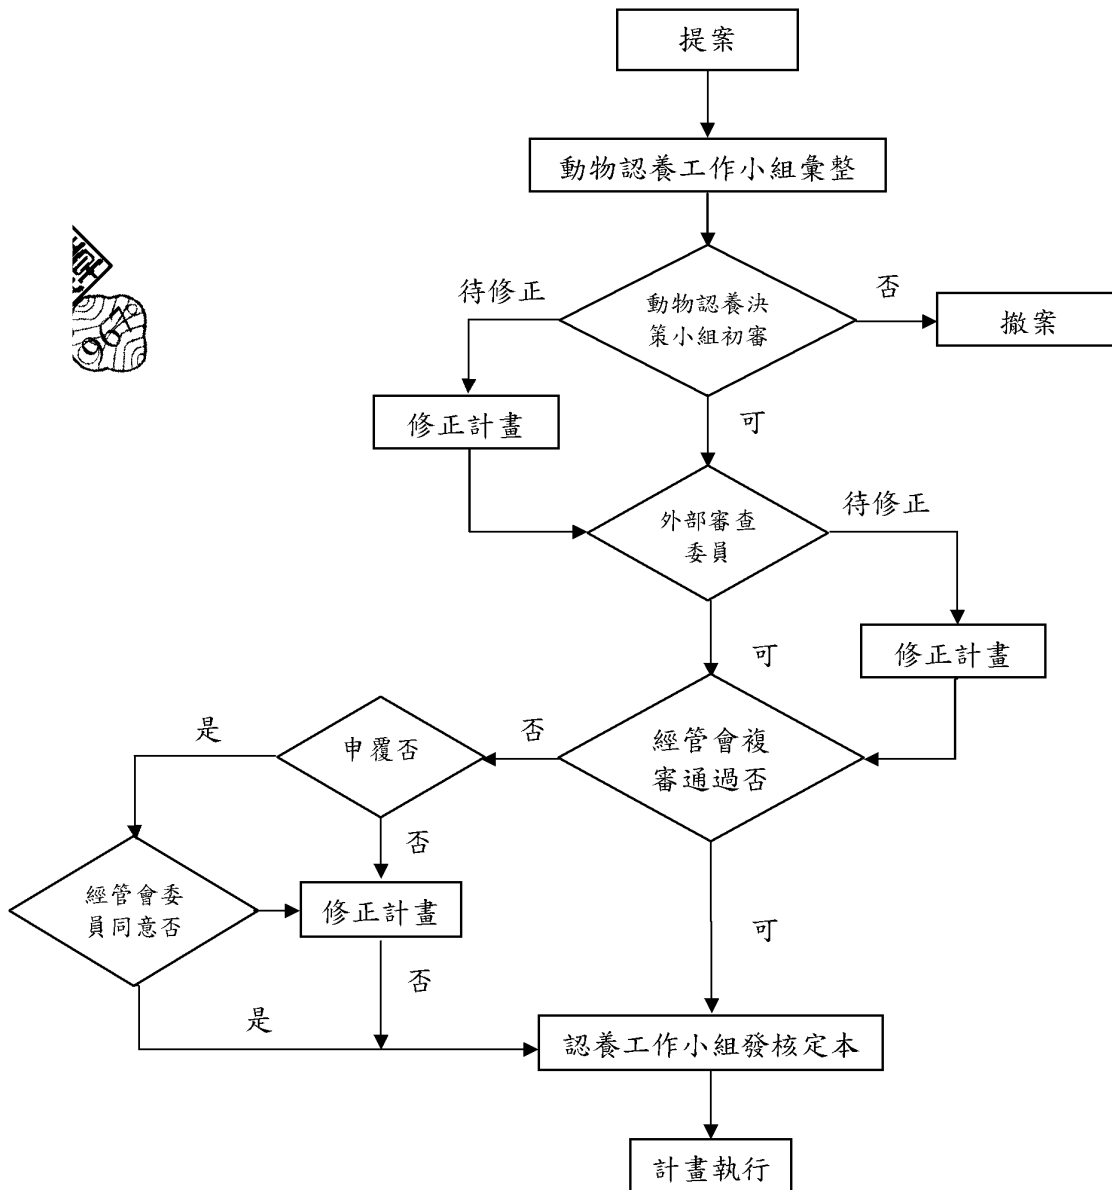 提案
動物認養工作小組彙整
待修正
動物認養決
策小組初審
否
撤案
修正計畫
可
外部審查
委員
待修正
可
修正計畫
是
申覆否
否
經管會複
審通過否
否
經管會委
員同意否
修正計畫
可
否
是
認養工作小組發核定本
計畫執行